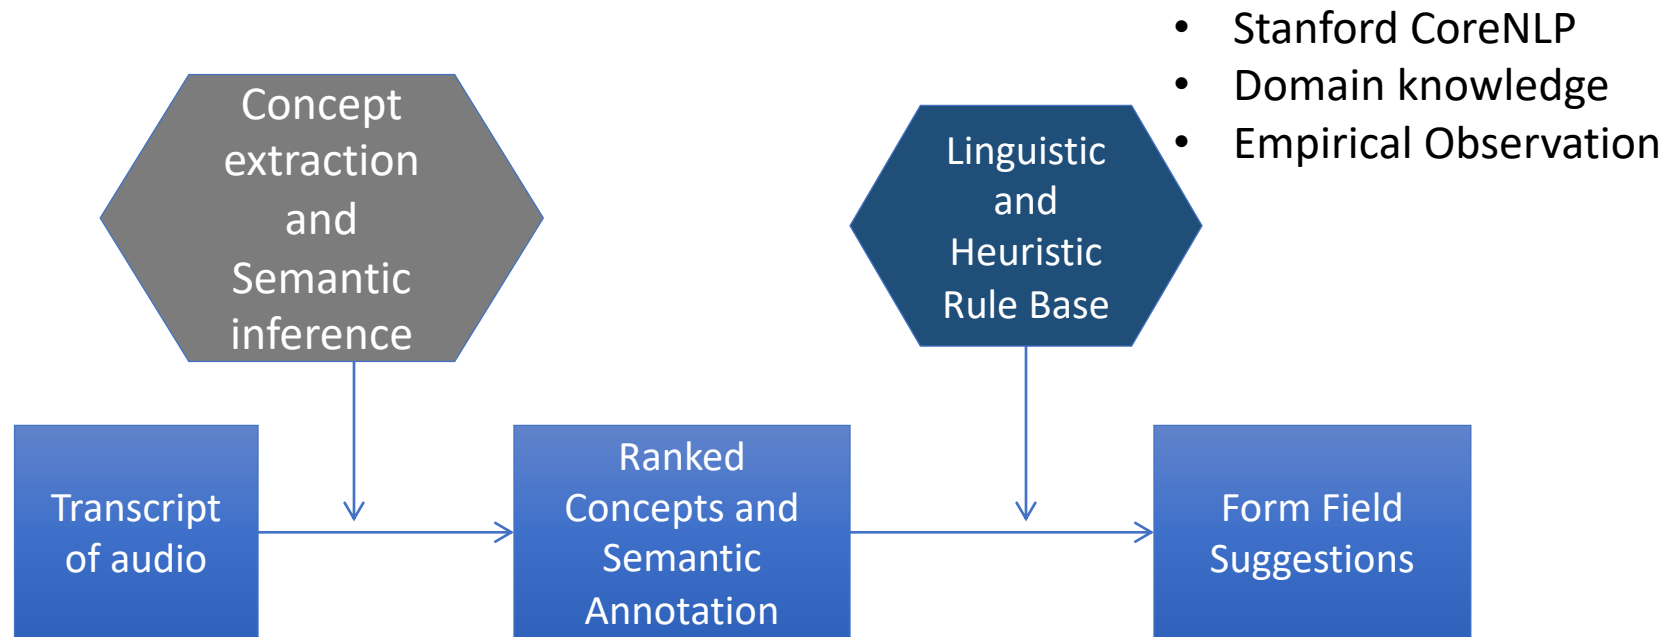 • Stanford CoreNLP
• Domain knowledge
• Empirical Observation
Concept
extraction
and
Semantic
inference
Linguistic
and
Heuristic
Rule Base
Transcript
of audio
Ranked
Concepts and
Semantic
Annotation
Form Field
Suggestions